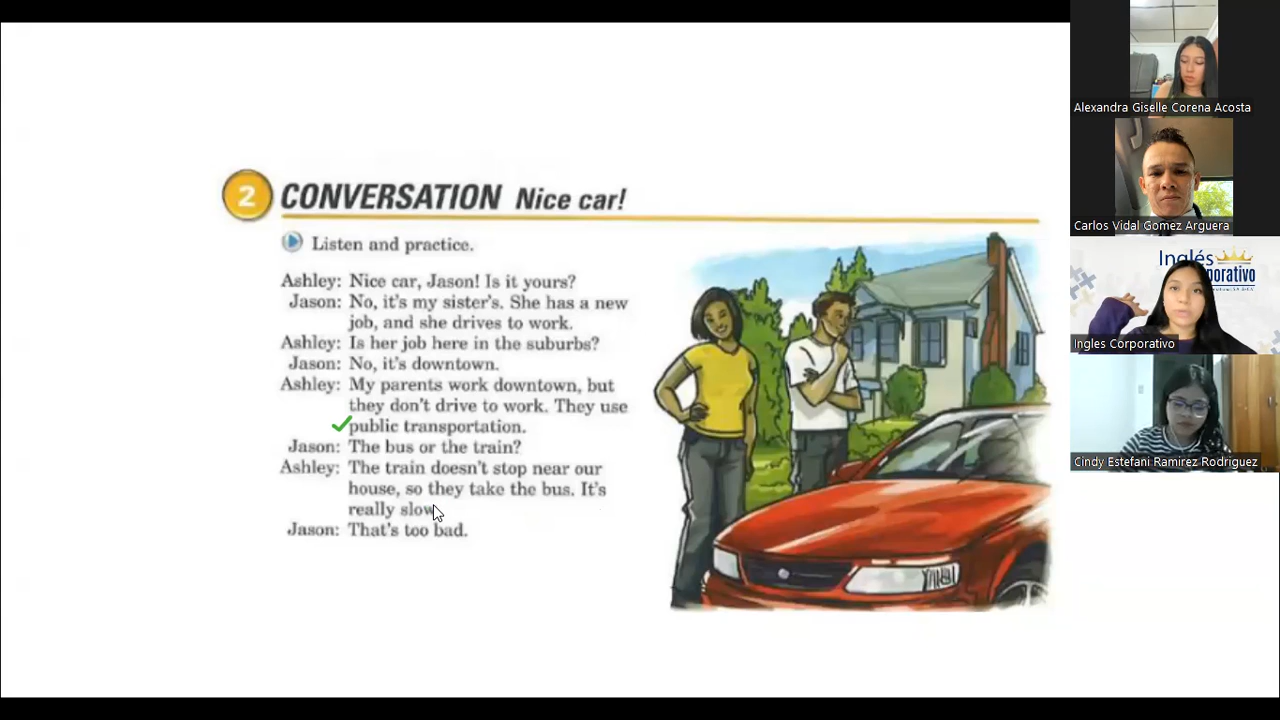 2 CONVERSATION Nice car!
Listen and practice.
Ashley: Nice car, Jason! Is it yours?
Jason: No, it's my sister's. She has a new
job, and she drives to work.
Ashley: Is her job here in the suburbs?
Jason: No, it's downtown.
Ashley: My parents work downtown, but
they don't drive to work. They use
public transportation.
Jason: The bus or the train?
Ashley: The train doesn't stop near our
house, so they take the bus. It's
really slow.
Jason: That's too bad.
Alexandra Giselle Corena Acosta
Carlos Vidal Gomez Arguera
Inglés
Ingles Corporativo
Cindy Estefani Ramirez Rodriguez